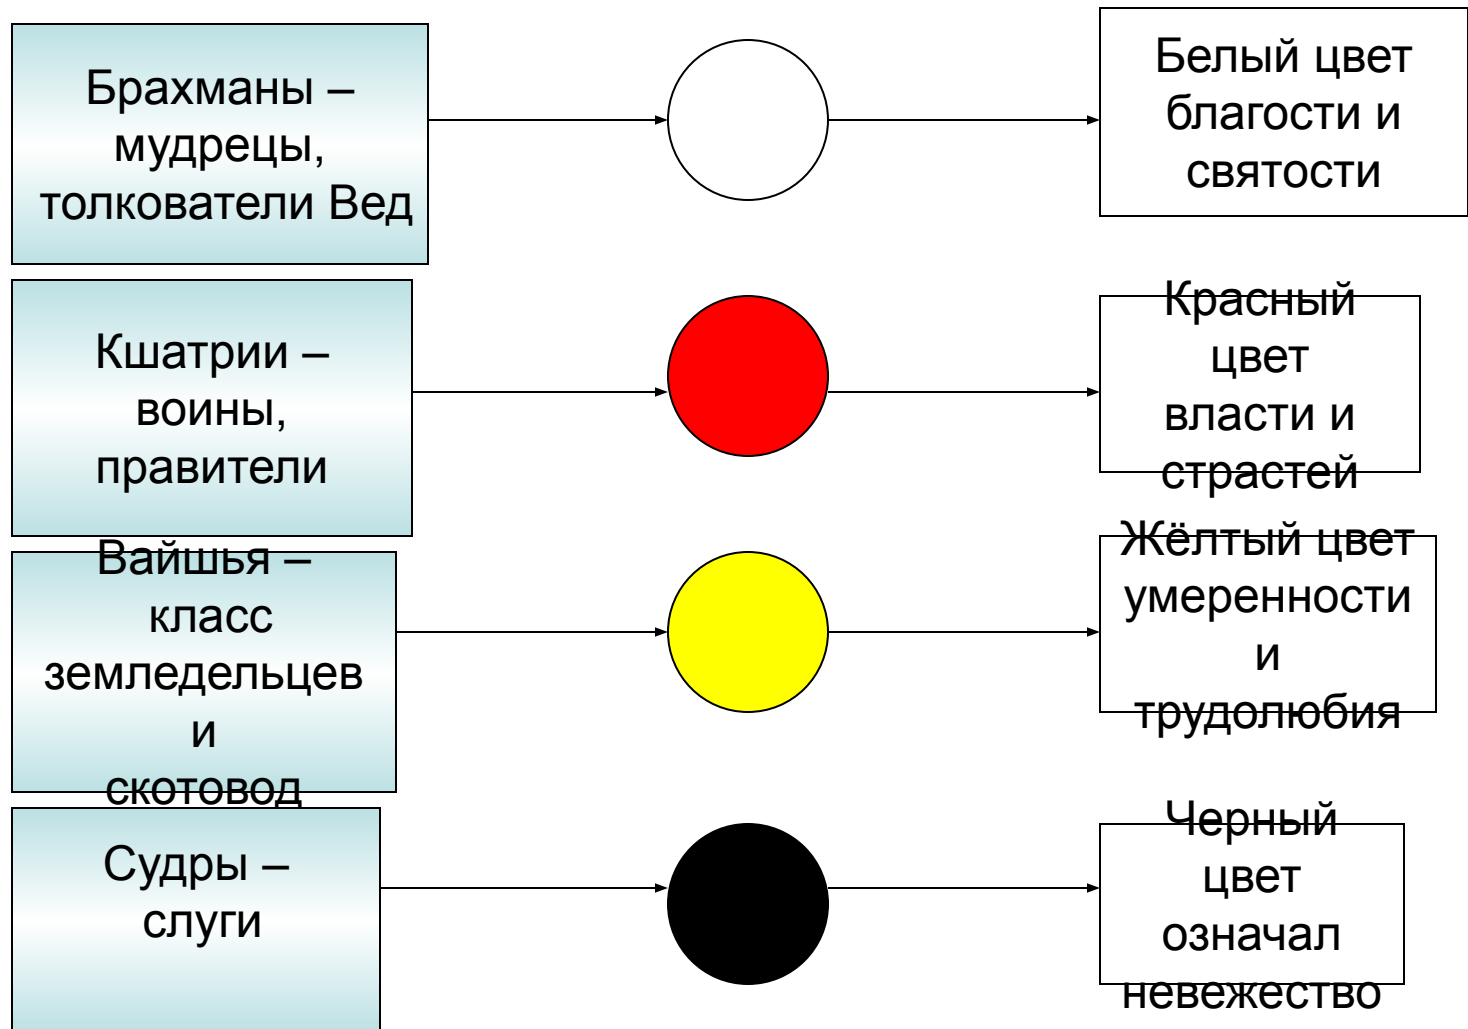 Брахманы –
мудрецы,
толкователи Вед
Белый цвет
благости и
святости
Кшатрии –
воины,
правители
Красный
цвет
власти и
страстей
Вайшья –
класс
земледельцев
и
скотовод
Жёлтый цвет
умеренности
и
трудолюбия
Судры –
слуги
Черный
цвет
означал
невежество